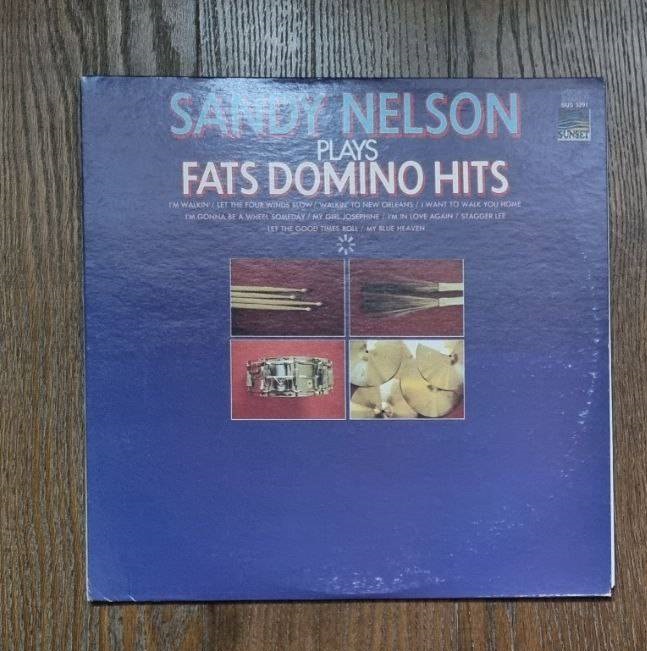 SANDY NELSON
SUS 5291
SUNSET
PLAYS
FATS DOMINO HITS
I'M WALKIN' / LET THE FOUR WINDS BLOW / WALKIN' TO NEW ORLEANS / I WANT TO WALK YOU HOME
I'M GONNA BE A WHEEL SOMEDAY / MY GIRL JOSEPHINE / I'M IN LOVE AGAIN / STAGGER LEE
LET THE GOOD TIMES ROLL / MY BLUE HEAVEN